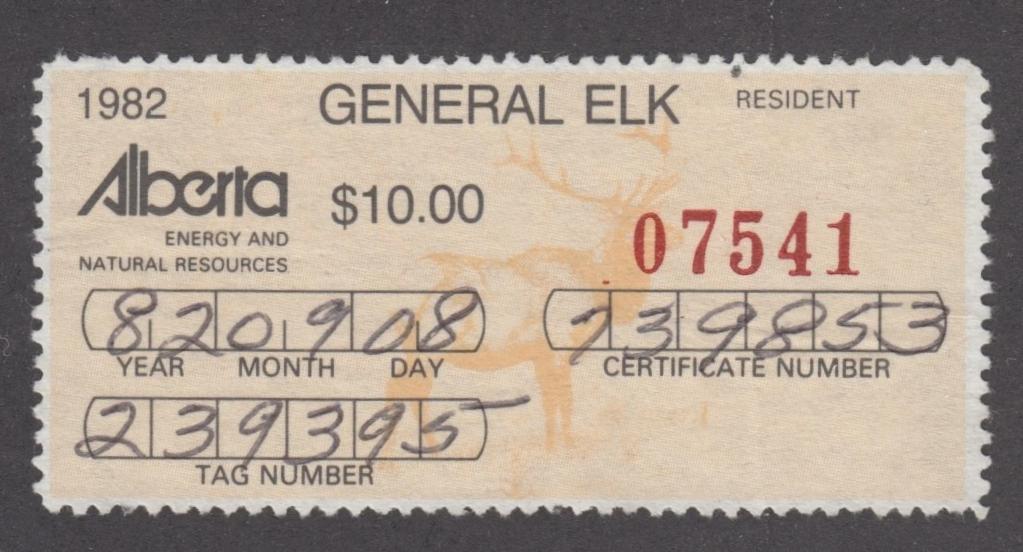 1982 GENERAL ELK RESIDENT
Alberta $10.00
ENERGY AND
NATURAL RESOURCES
07541
820908 739853
YEAR MONTH DAY CERTIFICATE NUMBER
239395
TAG NUMBER